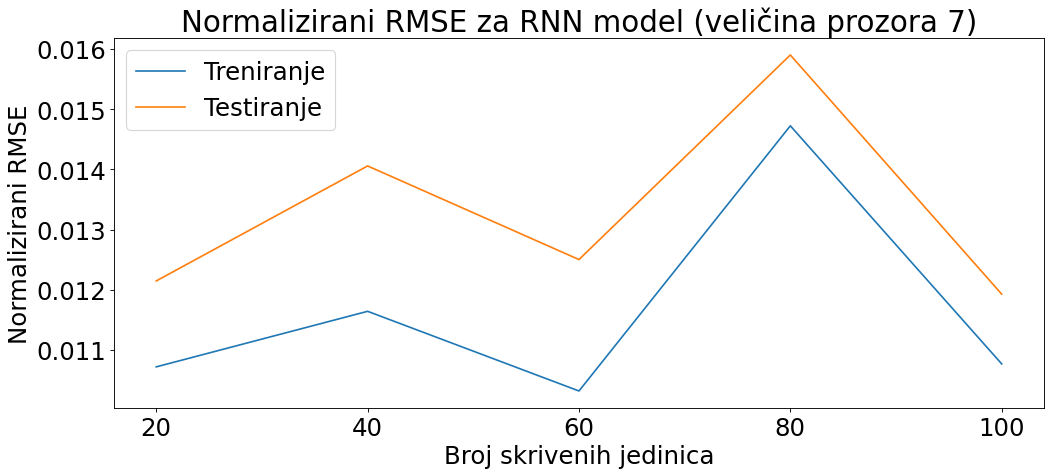 Normalizirani RMSE za RNN model (veličina prozora 7)
Treniranje
Testiranje
Normalizirani RMSE
0.016
0.015
0.014
0.013
0.012
0.011
20 40 60 80 100
Broj skrivenih jedinica